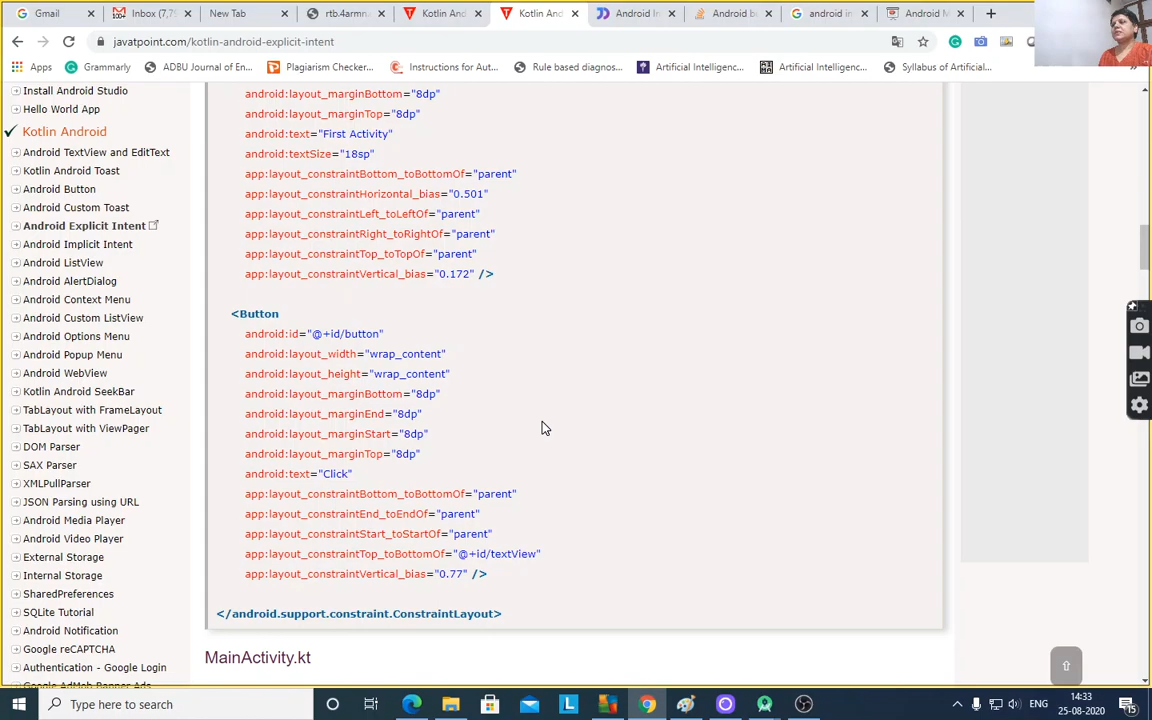 Gmail
Inbox (7,79
New Tab
rtb.4armn
Kotlin And
Kotlin And
Android In
Android be
android in
Android M
javatpoint.com/kotlin-android-explicit-intent
Apps
Grammarly
ADBU Journal of En...
Plagiarism Checker...
Instructions for Aut...
Rule based diagnos...
Artificial Intelligenc...
Artificial Intelligenc...
Syllabus of Artificial...
Install Android Studio
Hello World App
Kotlin Android
Android TextView and EditText
Kotlin Android Toast
Android Button
Android Custom Toast
Android Explicit Intent
Android Implicit Intent
Android ListView
Android AlertDialog
Android Context Menu
Android Custom ListView
Android Options Menu
Android Popup Menu
Android WebView
Kotlin Android SeekBar
TabLayout with FrameLayout
TabLayout with ViewPager
DOM Parser
SAX Parser
XMLPullParser
JSON Parsing using URL
Android Media Player
Android Video Player
External Storage
Internal Storage
SharedPreferences
SQLite Tutorial
Android Notification
Google reCAPTCHA
Authentication - Google Login
Google AdMob Banner Ads
android:layout_marginBottom="8dp"
android:layout_marginTop="8dp"
android:text="First Activity"
android:textSize="18sp"
app:layout_constraintBottom_toBottomOf="parent"
app:layout_constraintHorizontal_bias="0.501"
app:layout_constraintLeft_toLeftOf="parent"
app:layout_constraintRight_toRightOf="parent"
app:layout_constraintTop_toTopOf="parent"
app:layout_constraintVertical_bias="0.172" />
<Button
android:id="@+id/button"
android:layout_width="wrap_content"
android:layout_height="wrap_content"
android:layout_marginBottom="8dp"
android:layout_marginEnd="8dp"
android:layout_marginStart="8dp"
android:layout_marginTop="8dp"
android:text="Click"
app:layout_constraintBottom_toBottomOf="parent"
app:layout_constraintEnd_toEndOf="parent"
app:layout_constraintStart_toStartOf="parent"
app:layout_constraintTop_toBottomOf="@+id/textView"
app:layout_constraintVertical_bias="0.77" />
</android.support.constraint.ConstraintLayout>
MainActivity.kt
Type here to search
14:33
25-08-2020
15